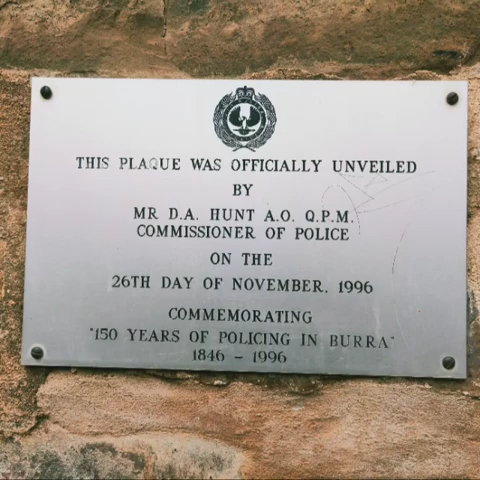 THIS PLAQUE WAS OFFICIALLY UNVEILED
BY
MR D.A. HUNT A.O. Q.P.M.
COMMISSIONER OF POLICE
ON THE
26TH DAY OF NOVEMBER, 1996
COMMEMORATING
"150 YEARS OF POLICING IN BURRA"
1846 - 1996